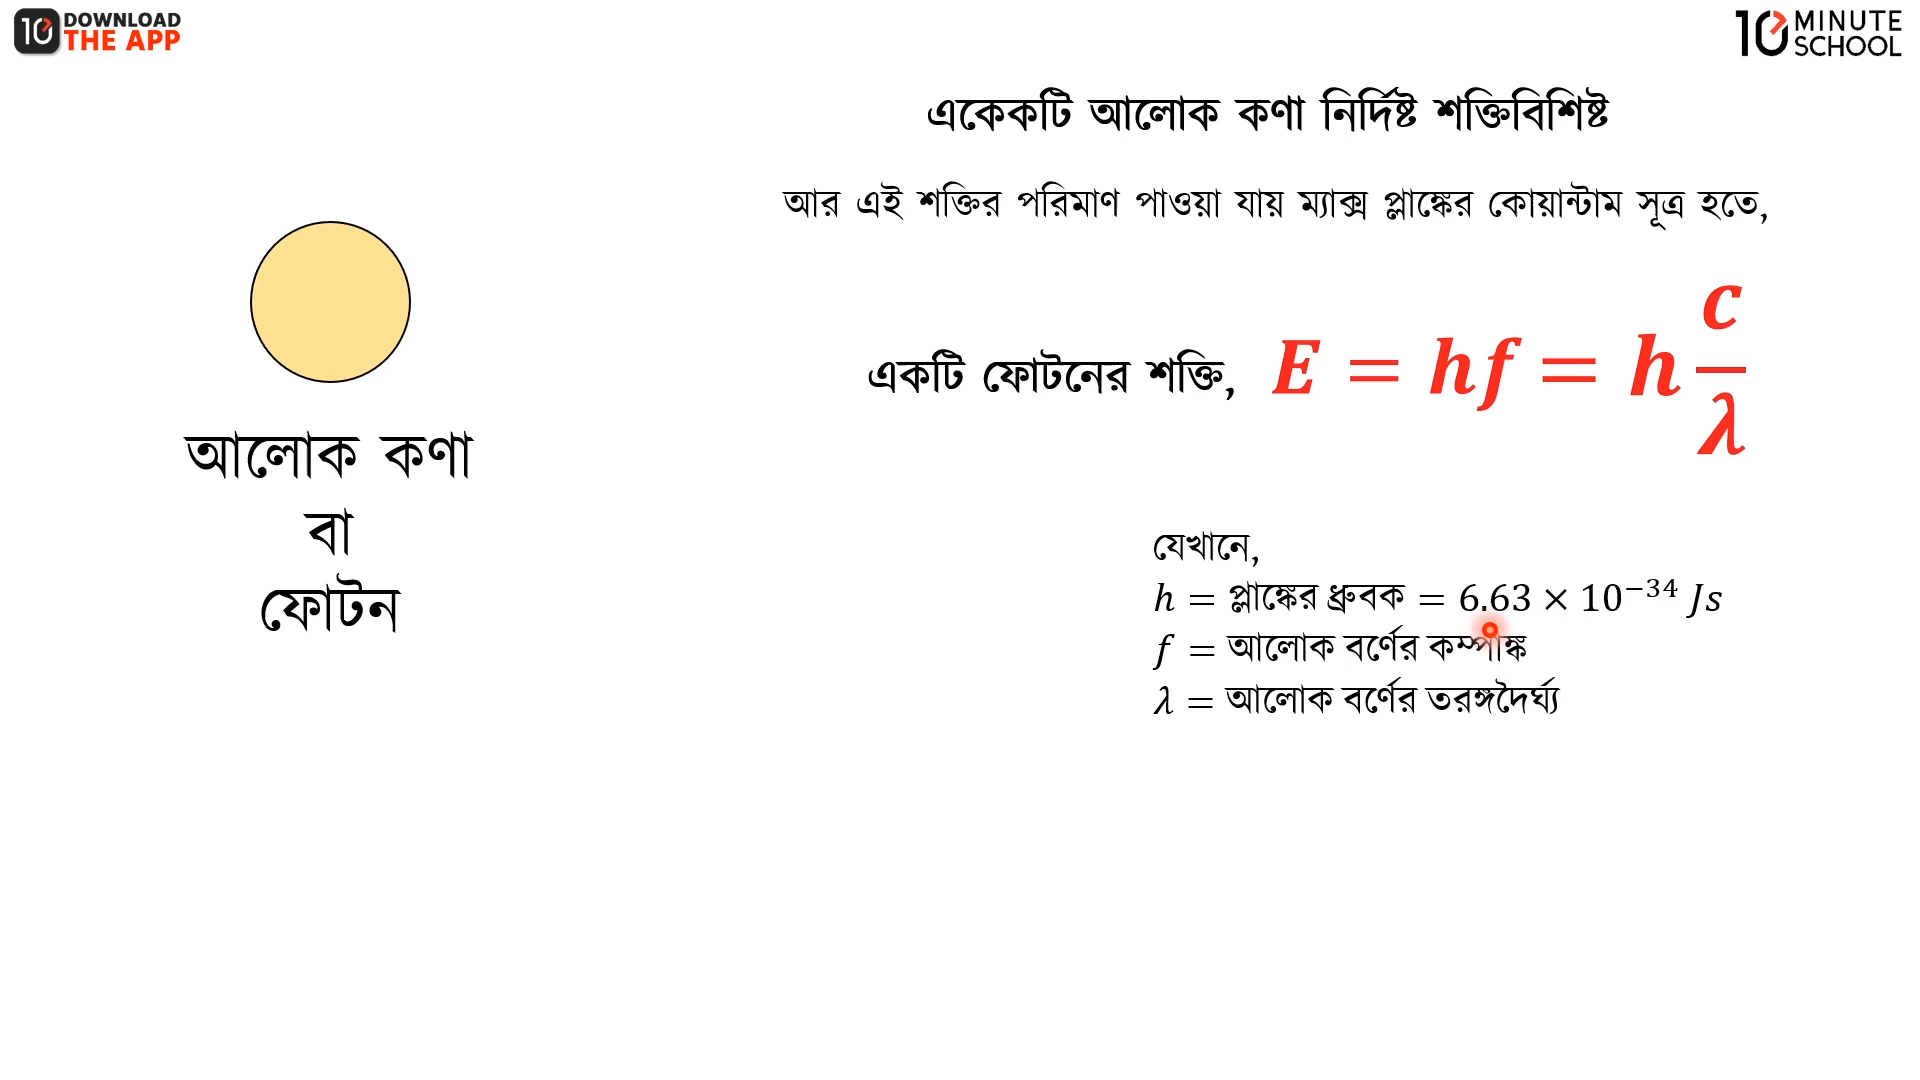 10 DOWNLOAD
THE APP
10 MINUTE
SCHOOL
একেকটি আলোক কণা নির্দিষ্ট শক্তিবিশিষ্ট
আর এই শক্তির পরিমাণ পাওয়া যায় ম্যাক্স প্লাঙ্কের কোয়ান্টাম সূত্র হতে,
একটি ফোটনের শক্তি, E = hf = h c/λ
আলোক কণা
বা
ফোটন
যেখানে,
h = প্লাঙ্কের ধ্রুবক = 6.63 × 10⁻³⁴ Js
f = আলোক বর্ণের কম্পাঙ্ক
λ = আলোক বর্ণের তরঙ্গদৈর্ঘ্য